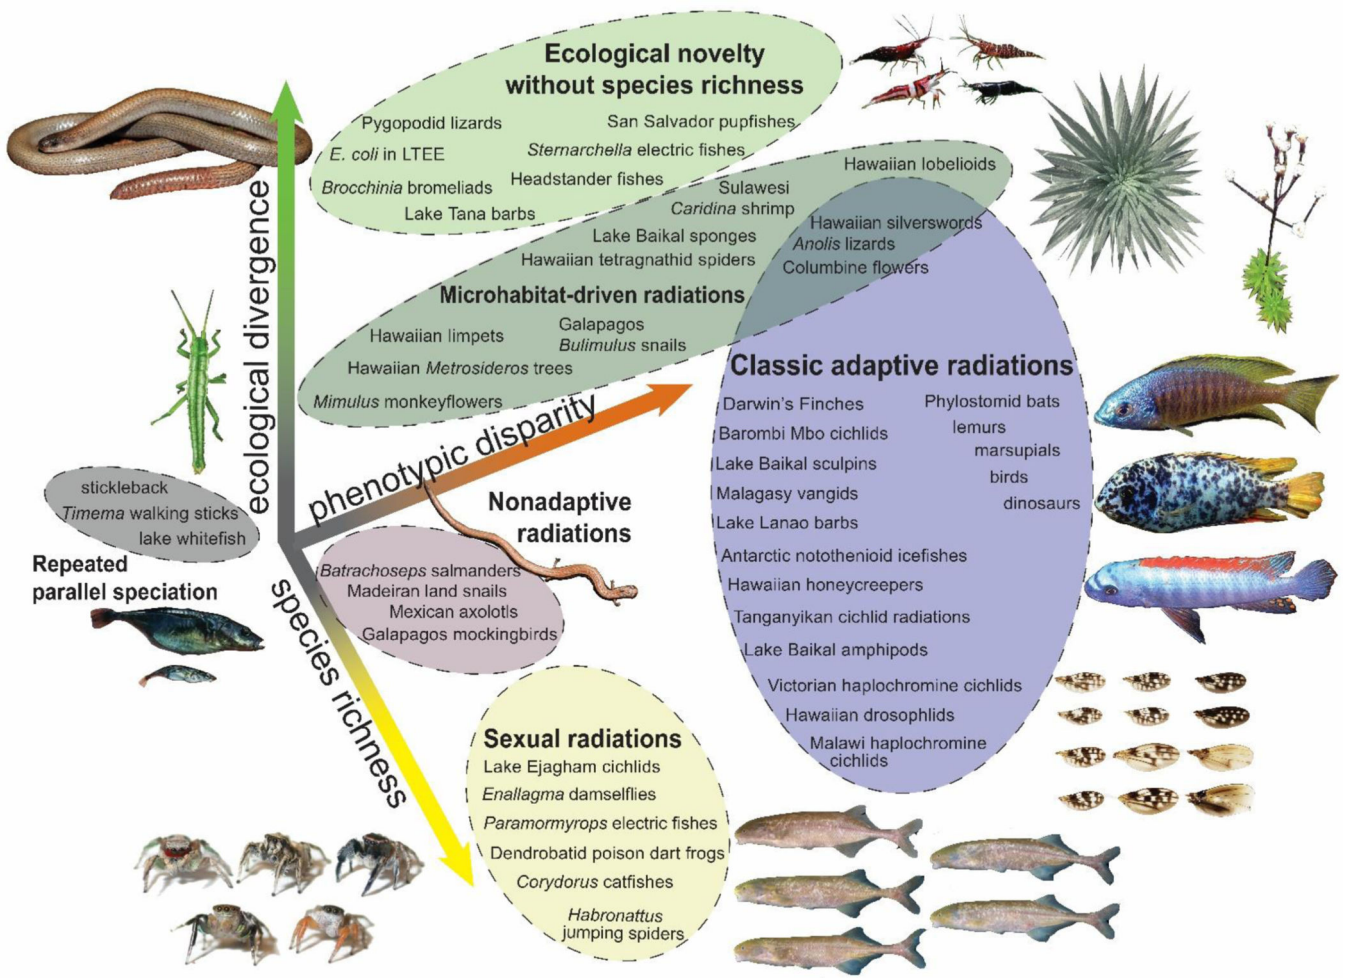 Ecological novelty
without species richness
Pygopodid lizards
San Salvador pupfishes
E. coli in LTEE
Sternarchella electric fishes
Brocchinia bromeliads
Headstander fishes
Lake Tana barbs
Hawaiian lobelioids
Sulawesi
Caridina shrimp
Hawaiian silverswords
Anolis lizards
Columbine flowers
Lake Baikal sponges
Hawaiian tetragnathid spiders
Microhabitat-driven radiations
Hawaiian limpets
Galapagos
Bulimulus snails
Hawaiian Metrosideros trees
Mimulus monkeyflowers
ecological divergence
phenotypic disparity
species richness
Classic adaptive radiations
Darwin's Finches
Barombi Mbo cichlids
Lake Baikal sculpins
Malagasy vangids
Lake Lanao barbs
Phylostomid bats
lemurs
marsupials
birds
dinosaurs
Antarctic notothenioid icefishes
Hawaiian honeycreepers
Tanganyikan cichlid radiations
Lake Baikal amphipods
Victorian haplochromine cichlids
Hawaiian drosophlids
Malawi haplochromine
cichlids
stickleback
Timema walking sticks
lake whitefish
Repeated
parallel speciation
Nonadaptive
radiations
Batrachoseps salmanders
Madeiran land snails
Mexican axolotls
Galapagos mockingbirds
Sexual radiations
Lake Ejagham cichlids
Enallagma damselflies
Paramormyrops electric fishes
Dendrobatid poison dart frogs
Corydorus catfishes
Habronattus
jumping spiders